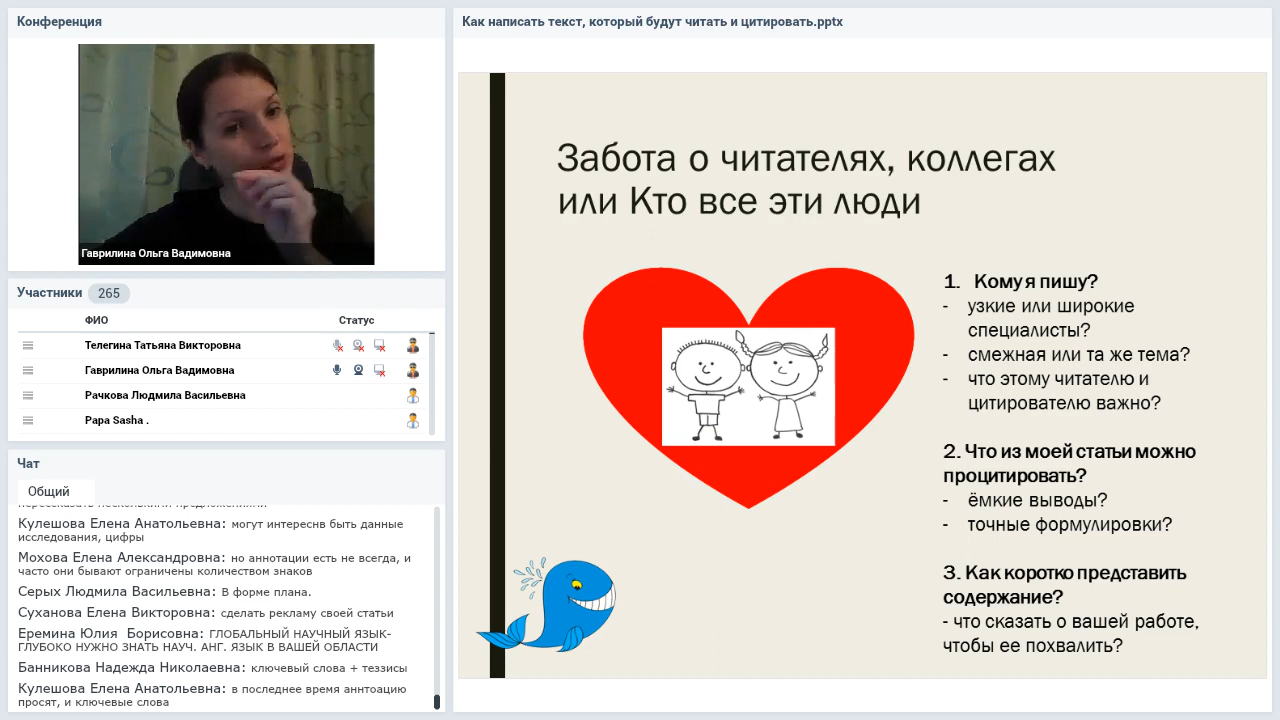 Конференция
Гаврилина Ольга Вадимовна
Участники 265
ФИО Статус
Телегина Татьяна Викторовна
Гаврилина Ольга Вадимовна
Рачкова Людмила Васильевна
Papa Sasha .
Чат
Общий
Кулешова Елена Анатольевна: могут интереснв быть данные
исследования, цифры
Мохова Елена Александровна: но аннотации есть не всегда, и
часто они бывают ограничены количеством знаков
Серых Людмила Васильевна: В форме плана.
Суханова Елена Викторовна: сделать рекламу своей статьи
Еремина Юлия Борисовна: ГЛОБАЛЬНЫЙ НАУЧНЫЙ ЯЗЫК-
ГЛУБОКО НУЖНО ЗНАТЬ НАУЧ. АНГ. ЯЗЫК В ВАШЕЙ ОБЛАСТИ
Банникова Надежда Николаевна: ключевый слова + теззисы
Кулешова Елена Анатольевна: в последнее время аннтоацию
просят, и ключевые слова
Как написать текст, который будут читать и цитировать.pptx
Забота о читателях, коллегах
или Кто все эти люди
1. Кому я пишу?
- узкие или широкие
специалисты?
- смежная или та же тема?
- что этому читателю и
цитирователю важно?
2. Что из моей статьи можно
процитировать?
- ёмкие выводы?
- точные формулировки?
3. Как коротко представить
содержание?
- что сказать о вашей работе,
чтобы ее похвалить?